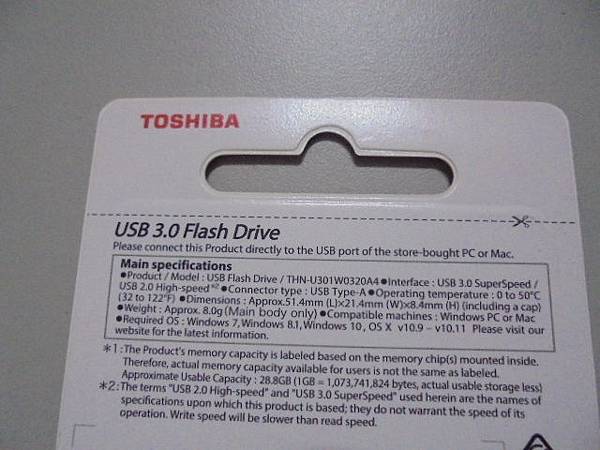 TOSHIBA
USB 3.0 Flash Drive
Please connect this Product directly to the USB port of the store-bought PC or Mac.
Main specifications
●Product / Model : USB Flash Drive / THN-U301W0320A4 ●Interface : USB 3.0 SuperSpeed /
USB 2.0 High-speed*² ●Connector type : USB Type-A ●Operating temperature : 0 to 50°C
(32 to 122°F) ●Dimensions : Approx.51.4mm (L)×21.4mm (W)×8.4mm (H) (including a cap)
●Weight : Approx. 8.0g (Main body only) ●Compatible machines : Windows PC or Mac
●Required OS : Windows 7, Windows 8.1, Windows 10 , OS X v10.9 – v10.11 Please visit our
website for the latest information.
*1 : The Product's memory capacity is labeled based on the memory chip(s) mounted inside.
Therefore, actual memory capacity available for users is not the same as labeled.
Approximate Usable Capacity : 28.8GB (1GB = 1,073,741,824 bytes, actual usable storage less)
*2 : The terms "USB 2.0 High-speed" and "USB 3.0 SuperSpeed" used herein are the names of
specifications upon which this product is based; they do not warrant the speed of its
operation. Write speed will be slower than read speed.